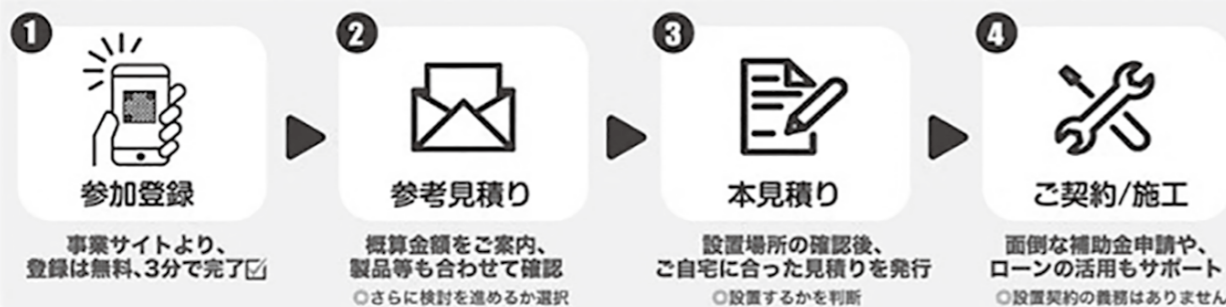 1
参加登録
事業サイトより、
登録は無料、3分で完了☑
2
参考見積り
概算金額をご案内、
製品等も合わせて確認
◎さらに検討を進めるか選択
3
本見積り
設置場所の確認後、
ご自宅に合った見積りを発行
◎設置するかを判断
4
ご契約/施工
面倒な補助金申請や、
ローンの活用もサポート
◎設置契約の義務はありません